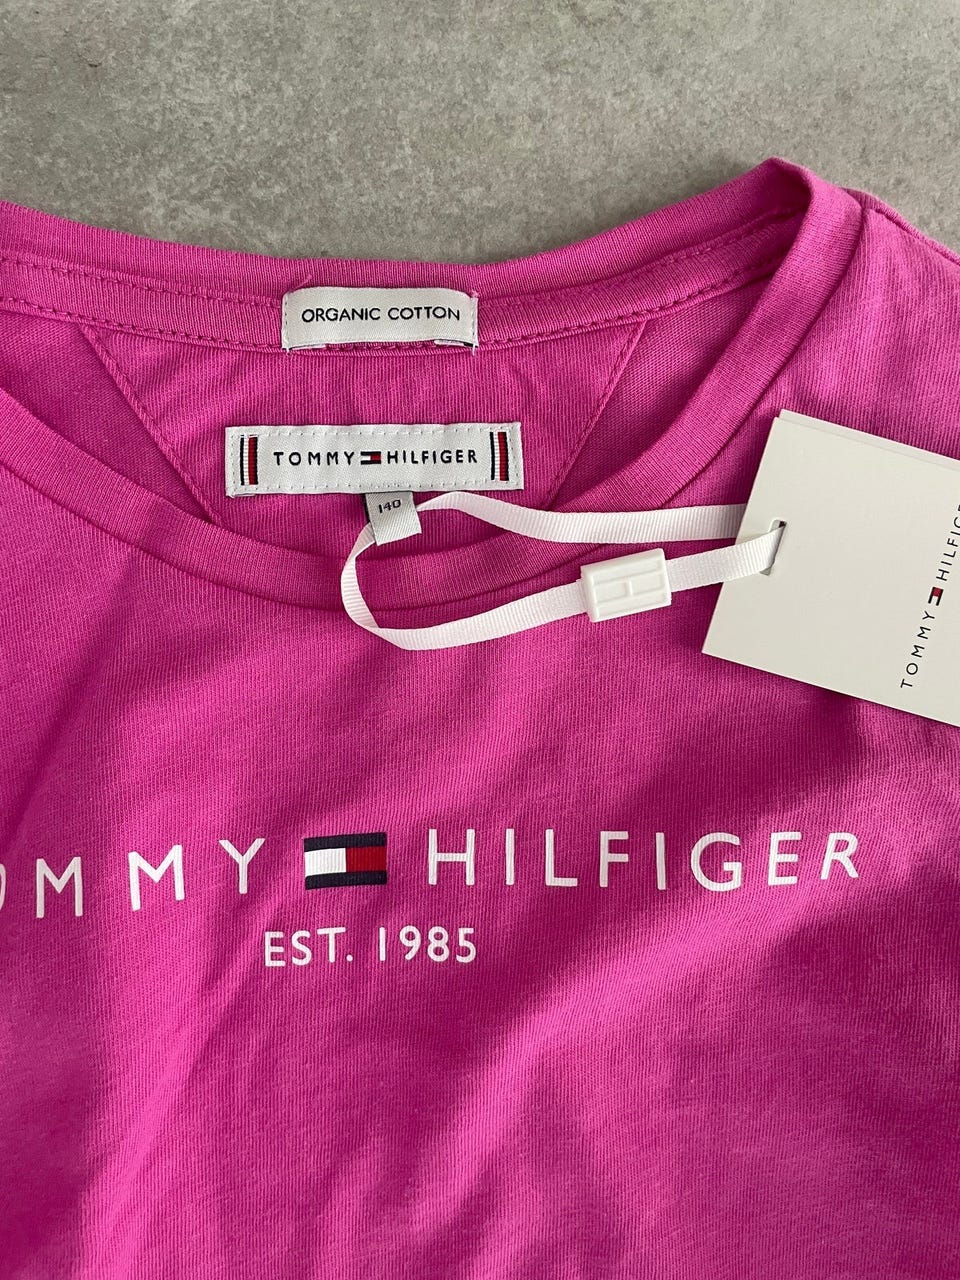 ORGANIC COTTON
TOMMY HILFIGER
140
TOMMY HILFIGER
OMMY HILFIGER
EST. 1985